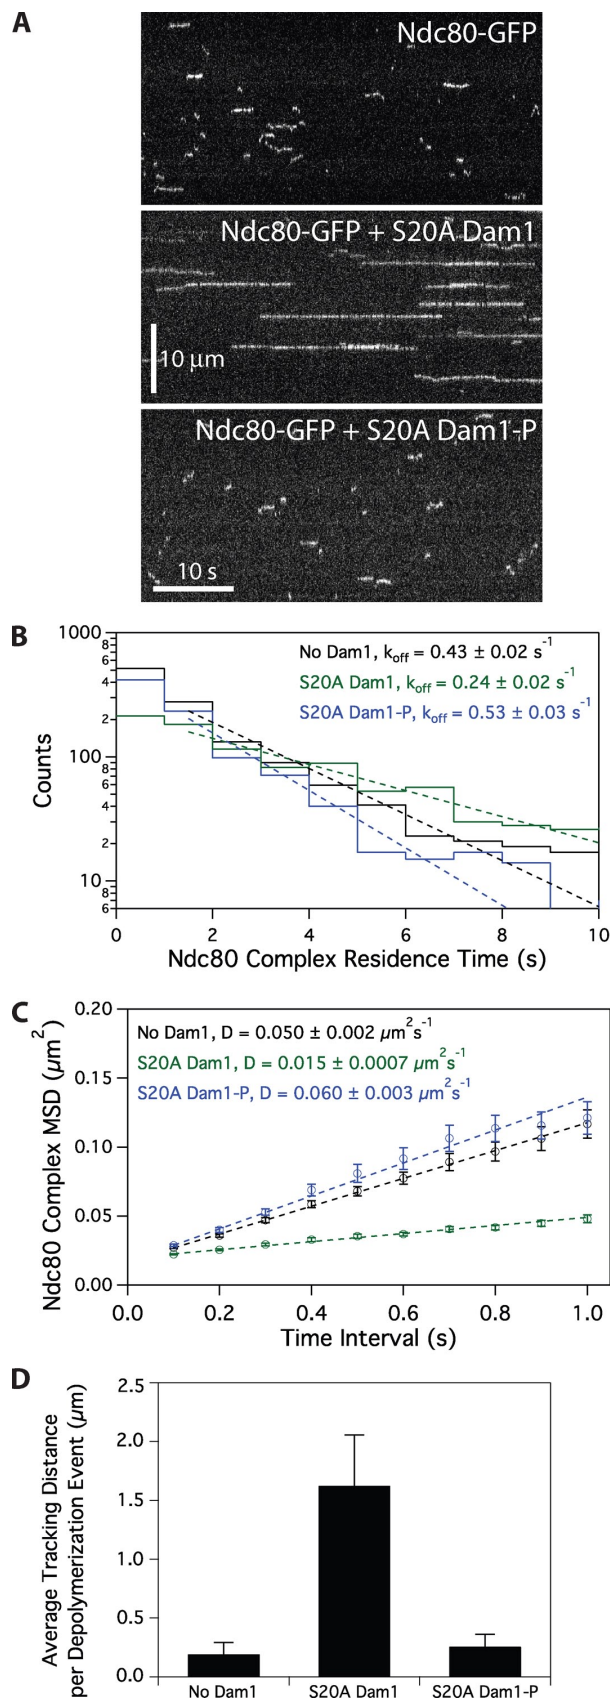 A
Ndc80-GFP
Ndc80-GFP + S20A Dam1
10 μm
Ndc80-GFP + S20A Dam1-P
10 s
B
No Dam1, koff = 0.43 ± 0.02 s-1
S20A Dam1, koff = 0.24 ± 0.02 s-1
S20A Dam1-P, koff = 0.53 ± 0.03 s-1
Counts
1000
6
4
2
100
8
6
4
2
10
8
6
0 2 4 6 8 10
Ndc80 Complex Residence Time (s)
C
No Dam1, D = 0.050 ± 0.002 μm2s-1
S20A Dam1, D = 0.015 ± 0.0007 μm2s-1
S20A Dam1-P, D = 0.060 ± 0.003 μm2s-1
Ndc80 Complex MSD (μm2)
0.20
0.15
0.10
0.05
0.00
0.0 0.2 0.4 0.6 0.8 1.0
Time Interval (s)
D
Average Tracking Distance
per Depolymerization Event (μm)
2.5
2.0
1.5
1.0
0.5
0.0
No Dam1 S20A Dam1 S20A Dam1-P